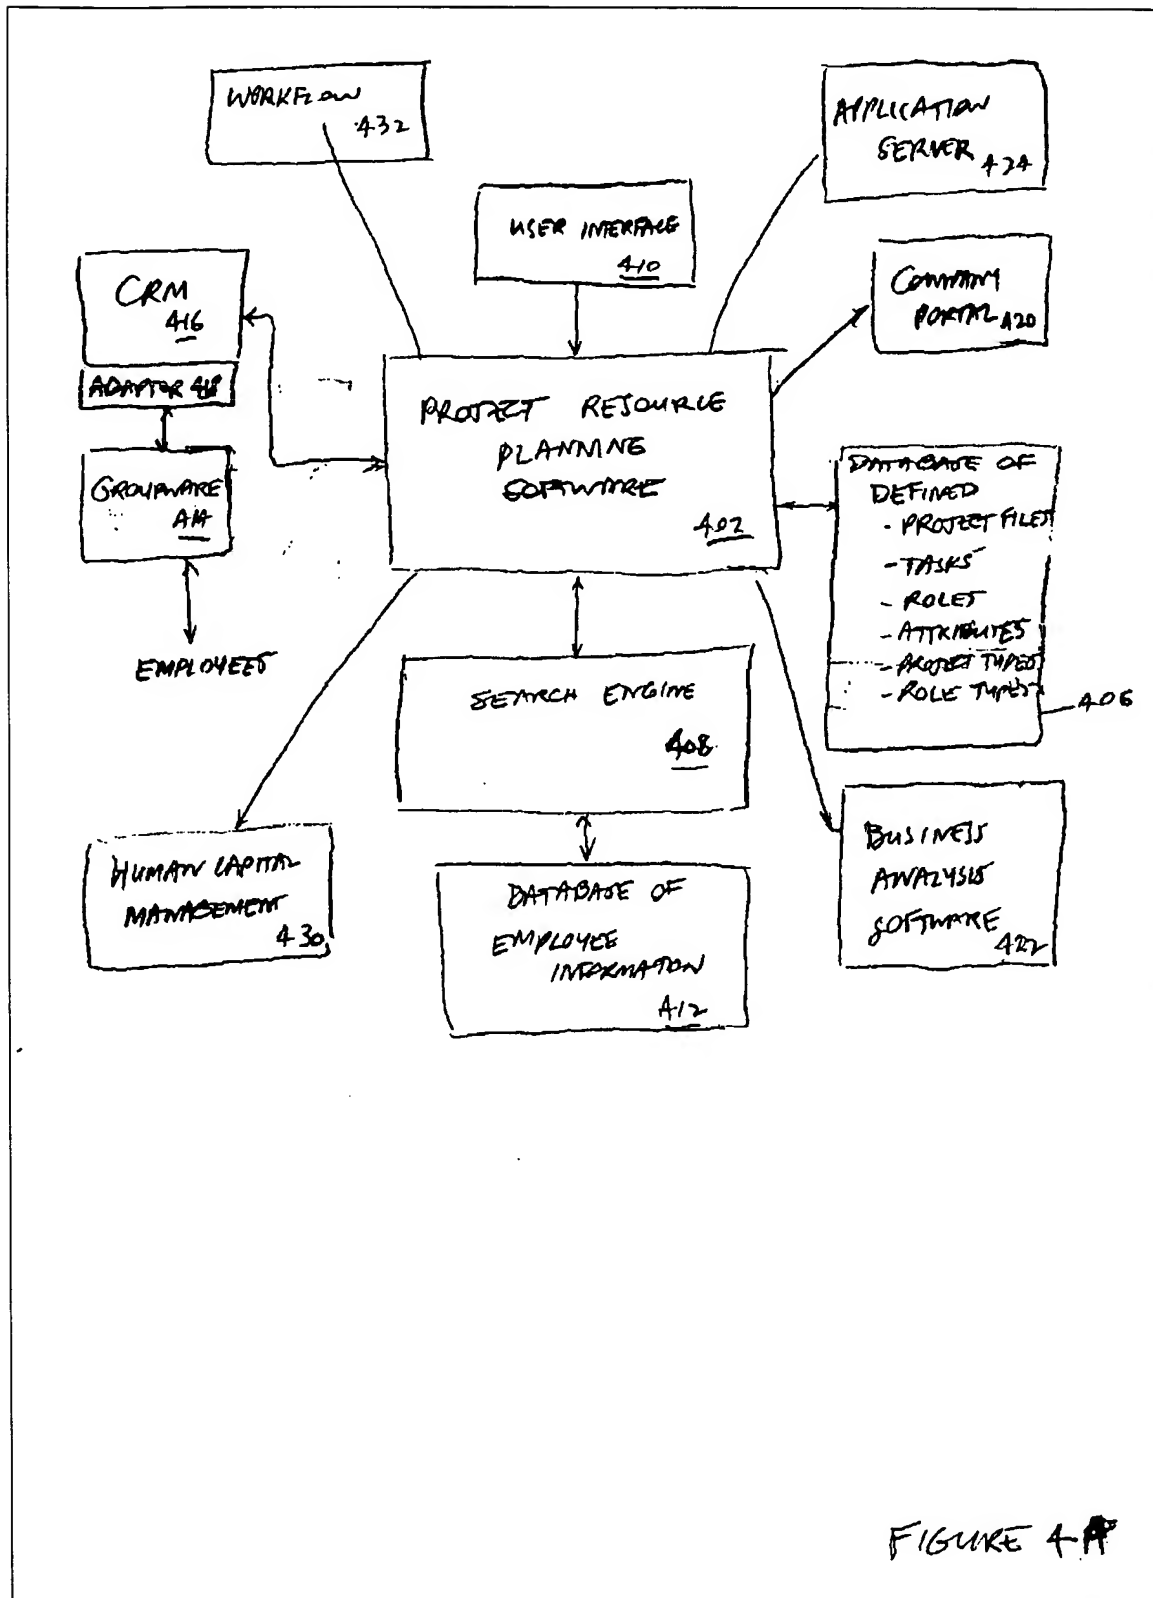 WORKFLOW
432
APPLICATION
SERVER
424
USER INTERFACE
410
CRM
416
ADAPTOR 418
COMPANY
PORTAL 420
PROJECT RESOURCE
PLANNING
SOFTWARE
402
GROUPWARE
414
EMPLOYEES
DATABASE OF
DEFINED
- PROJECT FILES
- TASKS
- ROLES
- ATTRIBUTES
- PROJECT TYPES
- ROLE TYPES
406
SEARCH ENGINE
408
HUMAN CAPITAL
MANAGEMENT
430
DATABASE OF
EMPLOYEE
INFORMATION
412
BUSINESS
ANALYSIS
SOFTWARE
422
FIGURE 4A